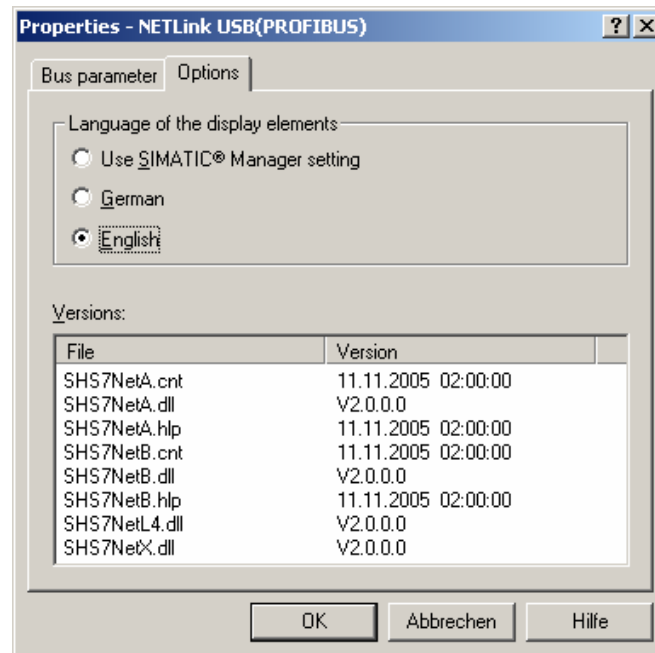 Properties - NETLink USB(PROFIBUS)
Bus parameter Options
Language of the display elements
Use SIMATIC® Manager setting
German
English
Versions:
File Version
SHS7NetA.cnt 11.11.2005 02:00:00
SHS7NetA.dll V2.0.0.0
SHS7NetA.hlp 11.11.2005 02:00:00
SHS7NetB.cnt 11.11.2005 02:00:00
SHS7NetB.dll V2.0.0.0
SHS7NetB.hlp 11.11.2005 02:00:00
SHS7NetL4.dll V2.0.0.0
SHS7NetX.dll V2.0.0.0
OK Abbrechen Hilfe